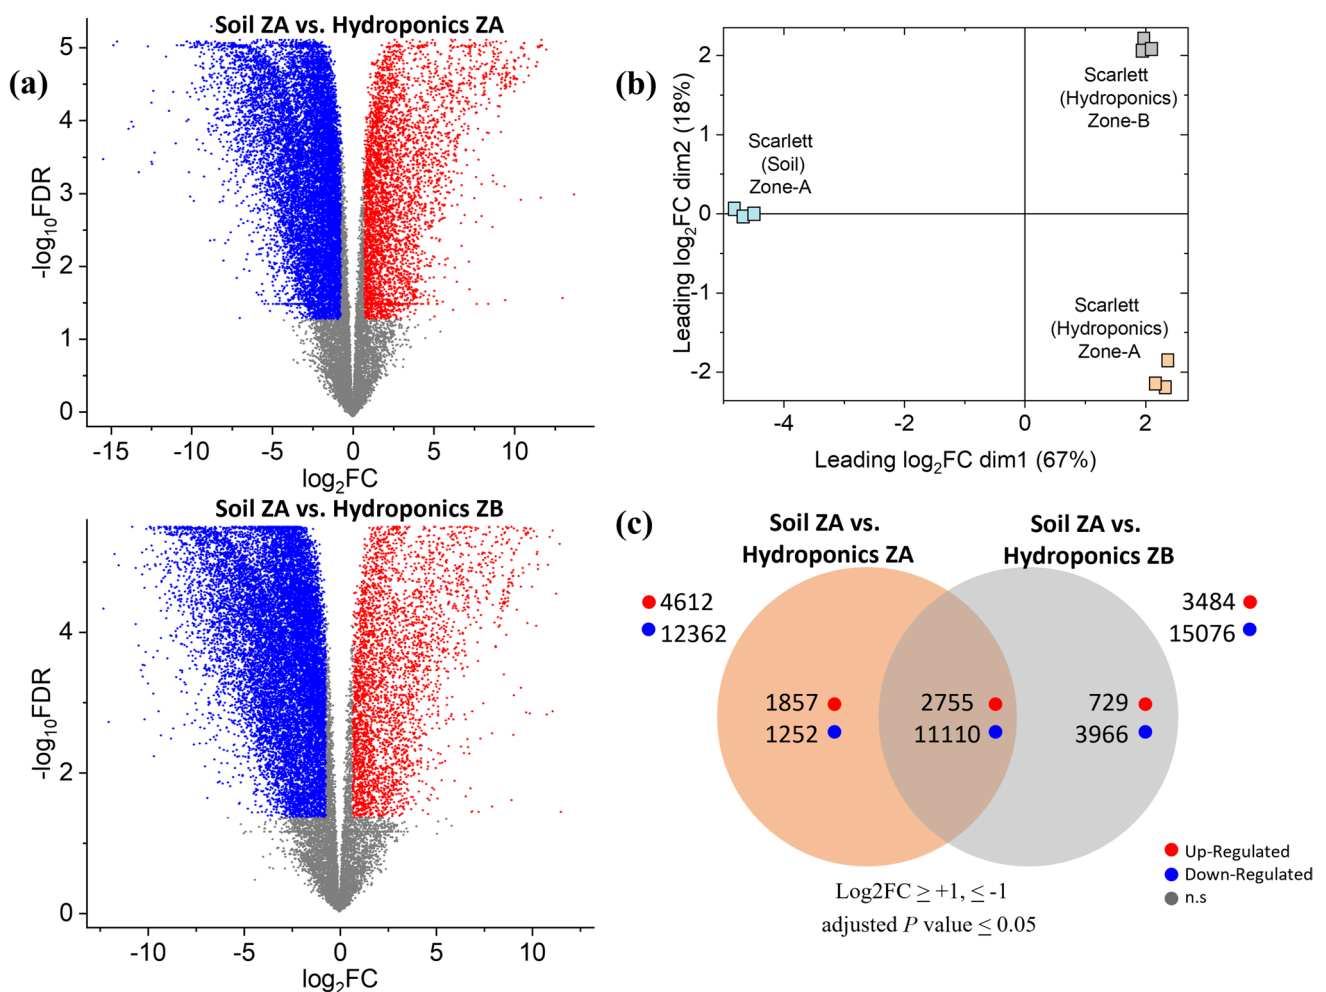 (a)
Soil ZA vs. Hydroponics ZA
-log₁₀FDR
5
4
3
2
1
0
-15
-10
-5
0
5
10
log₂FC
Soil ZA vs. Hydroponics ZB
-log₁₀FDR
4
-2
0
-10
-5
0
5
10
log₂FC
(b)
Leading log₂FC dim2 (18%)
2
1
0
-1
-2
Scarlett
(Hydroponics)
Zone-B
Scarlett
(Soil)
Zone-A
Scarlett
(Hydroponics)
Zone-A
-4
-2
0
2
Leading log₂FC dim1 (67%)
(c)
Soil ZA vs.
Hydroponics ZA
Soil ZA vs.
Hydroponics ZB
4612
12362
3484
15076
1857
1252
2755
11110
729
3966
Up-Regulated
Down-Regulated
n.s
Log2FC ≥ +1, ≤ -1
adjusted P value ≤ 0.05